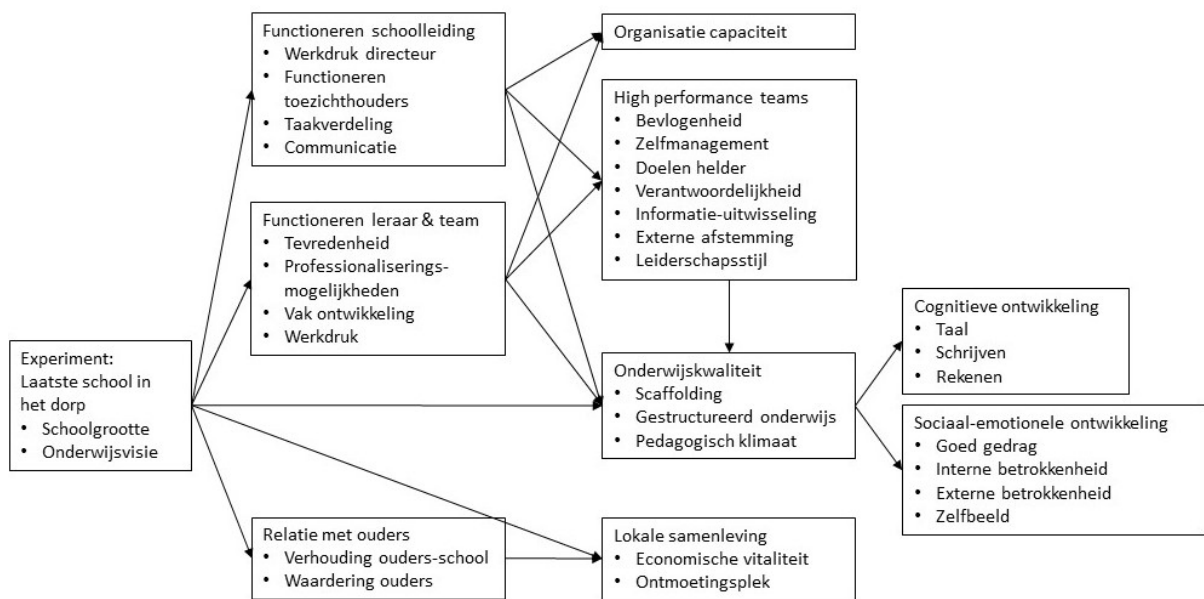 Functioneren schoolleiding
• Werkdruk directeur
• Functioneren
toezichthouders
• Taakverdeling
• Communicatie
Organisatie capaciteit
High performance teams
• Bevlogenheid
• Zelfmanagement
• Doelen helder
• Verantwoordelijkheid
• Informatie-uitwisseling
• Externe afstemming
• Leiderschapsstijl
Functioneren leraar & team
• Tevredenheid
• Professionaliserings-
mogelijkheden
• Vak ontwikkeling
• Werkdruk
Experiment:
Laatste school in
het dorp
• Schoolgrootte
• Onderwijsvisie
Onderwijskwaliteit
• Scaffolding
• Gestructureerd onderwijs
• Pedagogisch klimaat
Cognitieve ontwikkeling
• Taal
• Schrijven
• Rekenen
Sociaal-emotionele ontwikkeling
• Goed gedrag
• Interne betrokkenheid
• Externe betrokkenheid
• Zelfbeeld
Relatie met ouders
• Verhouding ouders-school
• Waardering ouders
Lokale samenleving
• Economische vitaliteit
• Ontmoetingsplek